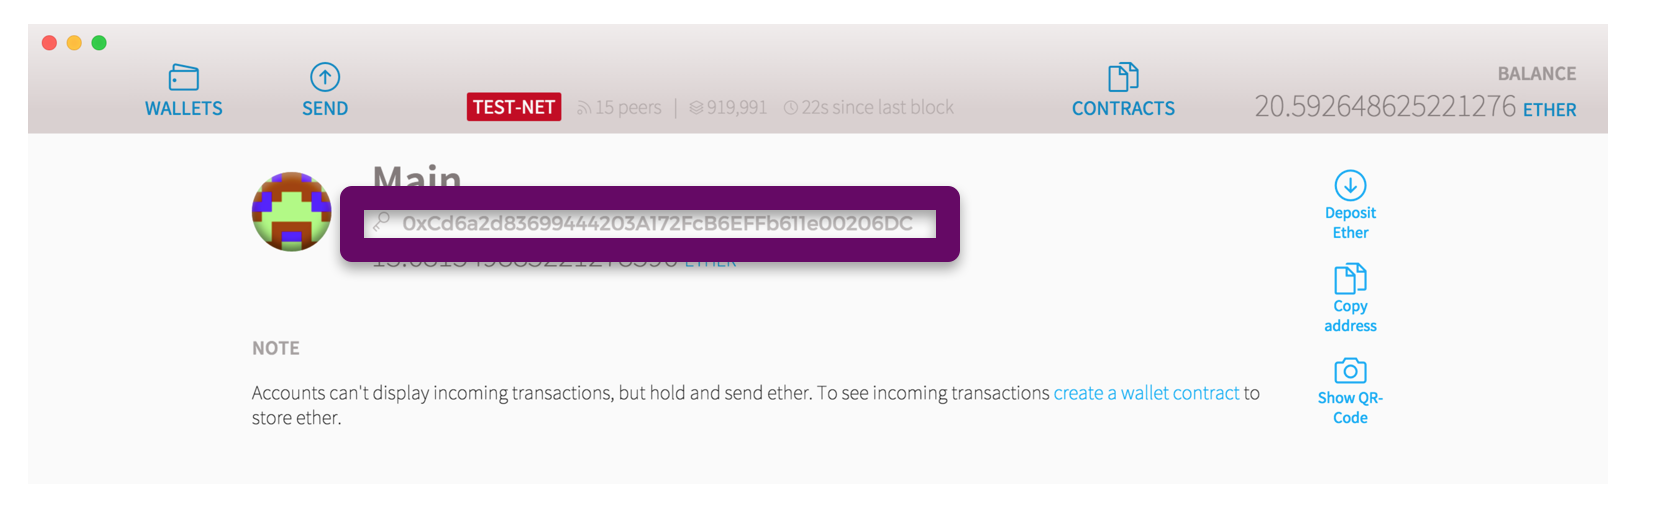 BALANCE
WALLETS SEND TEST-NET 15 peers | 919,991 22s since last block CONTRACTS 20.592648625221276 ETHER
Main
0xCd6a2d83699444203A172FcB6EFFb611e00206DC
ETHER
Deposit
Ether
Copy
address
Show QR-
Code
NOTE
Accounts can't display incoming transactions, but hold and send ether. To see incoming transactions create a wallet contract to
store ether.